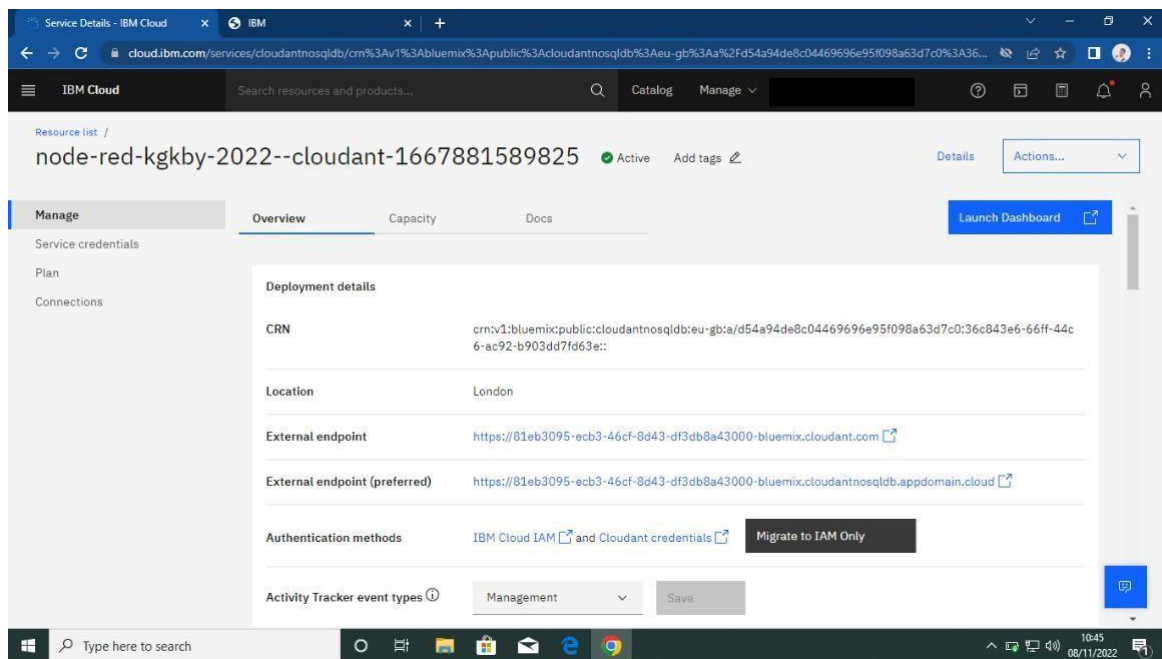 Service Details - IBM Cloud
IBM
cloud.ibm.com/services/cloudantnosqldb/crn%3Av1%3Abluemix%3Apublic%3Acloudantnosqldb%3Aeu-gb%3Aa%2Fd54a94de8c04469696e95f098a63d7c0%3A36...
IBM Cloud
Search resources and products...
Catalog
Manage
Resource list /
node-red-kgkby-2022--cloudant-1667881589825
Active
Add tags
Details
Actions...
Manage
Service credentials
Plan
Connections
Overview
Capacity
Docs
Launch Dashboard
Deployment details
CRN
crn:v1:bluemix:public:cloudantnosqldb:eu-gb:a/d54a94de8c04469696e95f098a63d7c0:36c843e6-66ff-44c
6-ac92-b903dd7fd63e::
Location
London
External endpoint
https://81eb3095-ecb3-46cf-8d43-df3db8a43000-bluemix.cloudant.com
External endpoint (preferred)
https://81eb3095-ecb3-46cf-8d43-df3db8a43000-bluemix.cloudantnosqldb.appdomain.cloud
Authentication methods
IBM Cloud IAM and Cloudant credentials
Migrate to IAM Only
Activity Tracker event types
Management
Save
Type here to search
10:45
08/11/2022
1